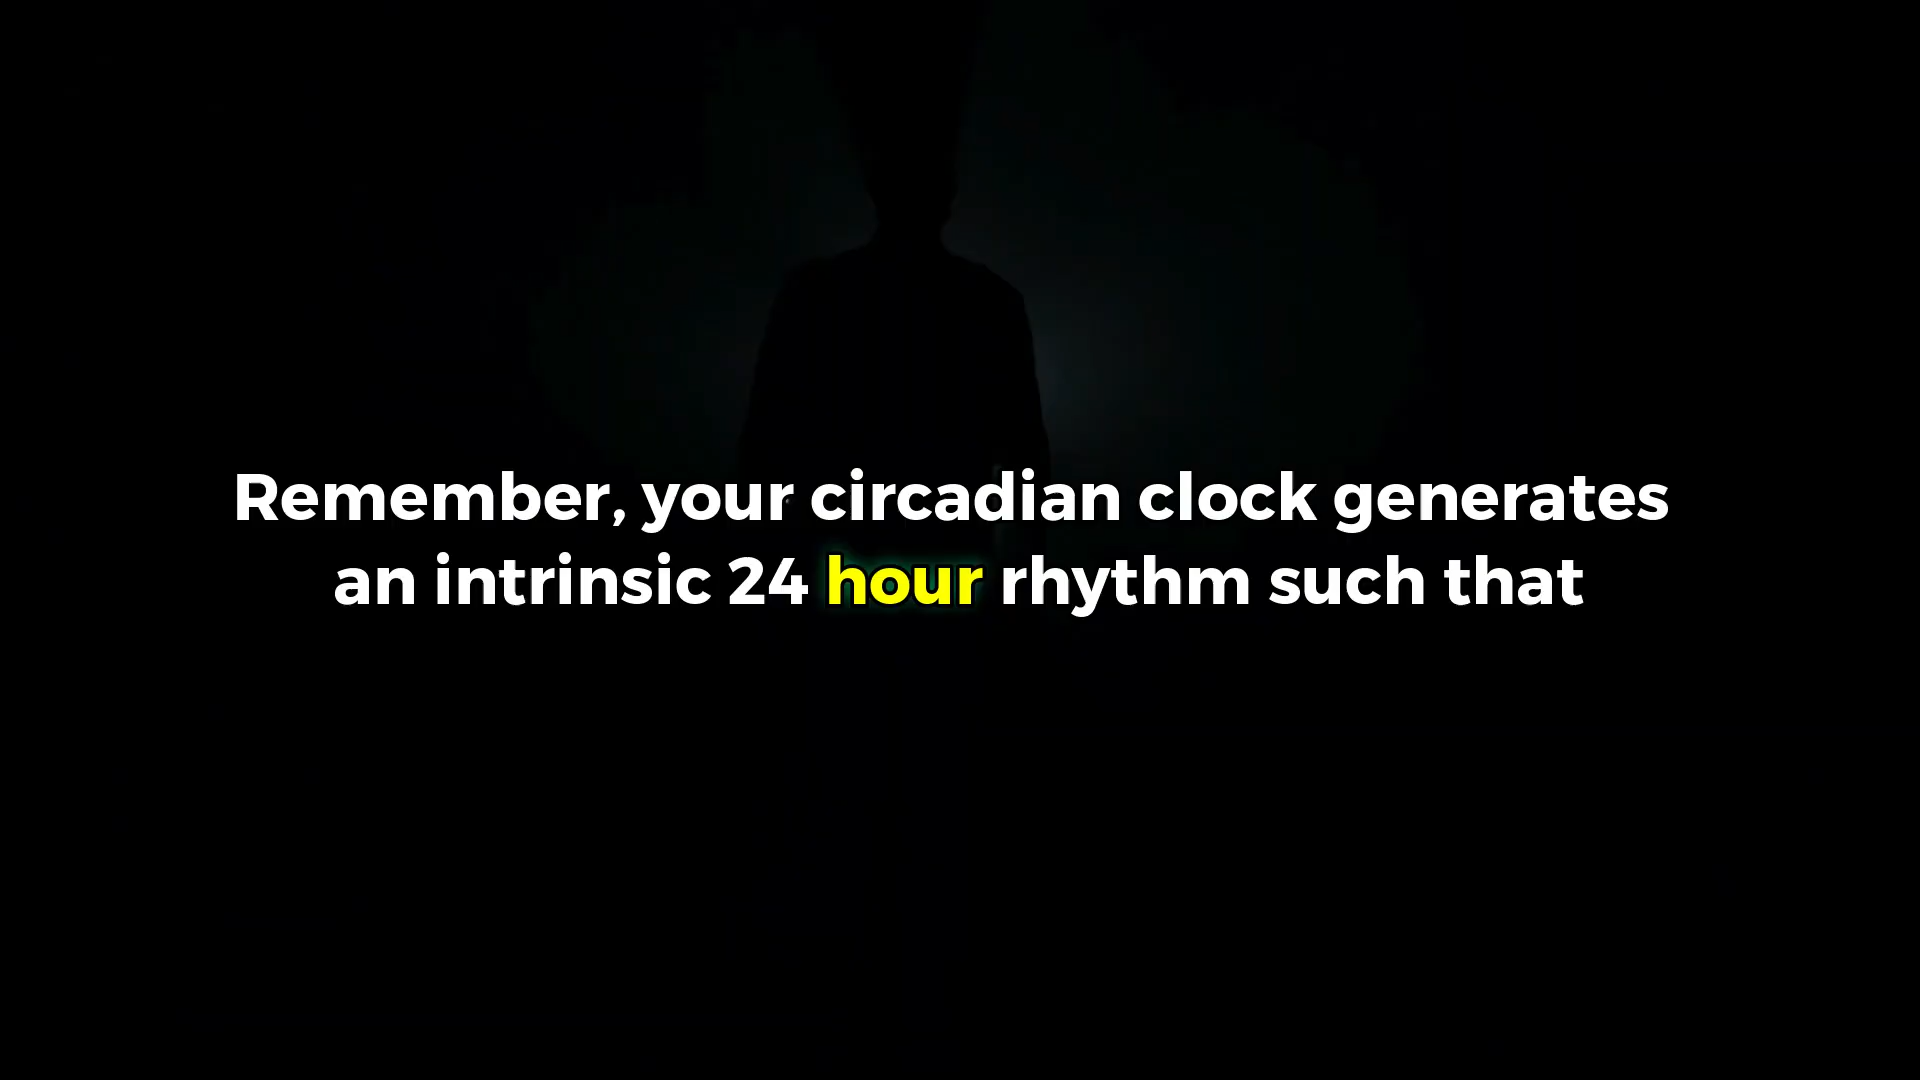 Remember, your circadian clock generates
an intrinsic 24 hour rhythm such that